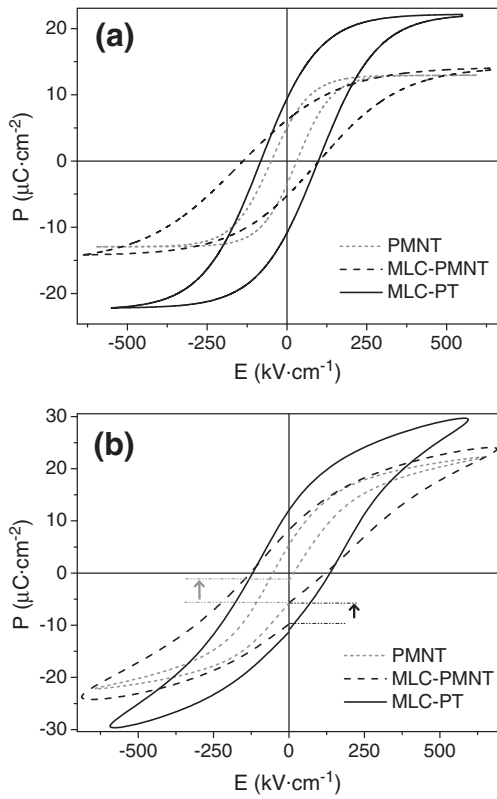 (a)
P (μC·cm-2)
20
10
0
-10
-20
PMNT
MLC-PMNT
MLC-PT
-500 -250 0 250 500
E (kV·cm-1)
(b)
P (μC·cm-2)
30
20
10
0
-10
-20
-30
PMNT
MLC-PMNT
MLC-PT
-500 -250 0 250 500
E (kV·cm-1)